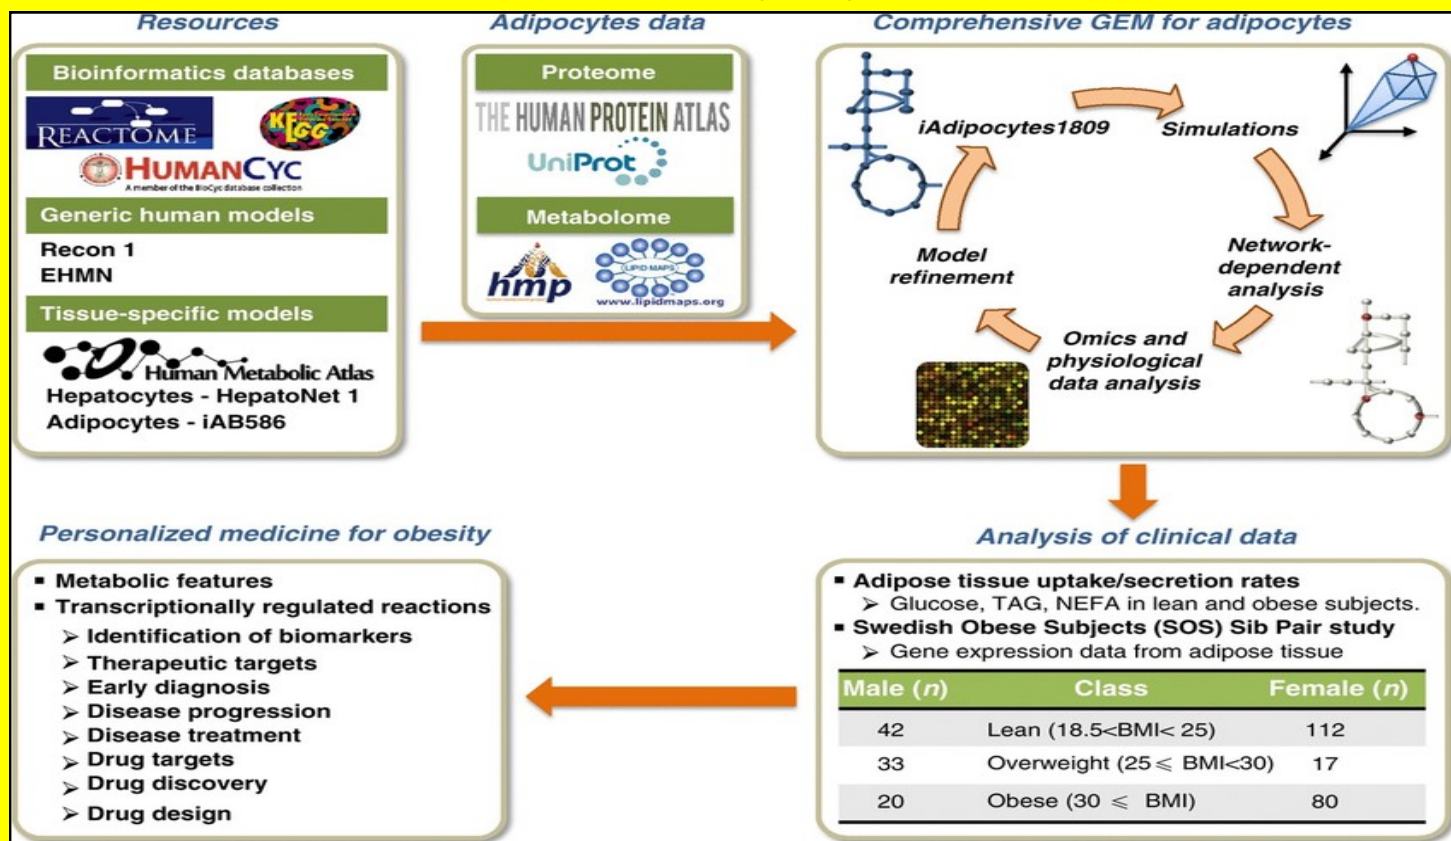 Resources
Bioinformatics databases
REACTOME
KEGG
HUMANCYC
A member of the BioCyc database collection
Generic human models
Recon 1
EHMN
Tissue-specific models
Human Metabolic Atlas
Hepatocytes - HepatoNet 1
Adipocytes - iAB586
Adipocytes data
Proteome
THE HUMAN PROTEIN ATLAS
UniProt
Metabolome
hmp
LIPID MAPS
www.lipidmaps.org
Comprehensive GEM for adipocytes
iAdipocytes1809
Simulations
Network-
dependent
analysis
Omics and
physiological
data analysis
Model
refinement
Analysis of clinical data
▪ Adipose tissue uptake/secretion rates
➢ Glucose, TAG, NEFA in lean and obese subjects.
▪ Swedish Obese Subjects (SOS) Sib Pair study
➢ Gene expression data from adipose tissue
Male (n) Class Female (n)
42 Lean (18.5<BMI< 25) 112
33 Overweight (25 ⩽ BMI<30) 17
20 Obese (30 ⩽ BMI) 80
Personalized medicine for obesity
▪ Metabolic features
▪ Transcriptionally regulated reactions
➢ Identification of biomarkers
➢ Therapeutic targets
➢ Early diagnosis
➢ Disease progression
➢ Disease treatment
➢ Drug targets
➢ Drug discovery
➢ Drug design